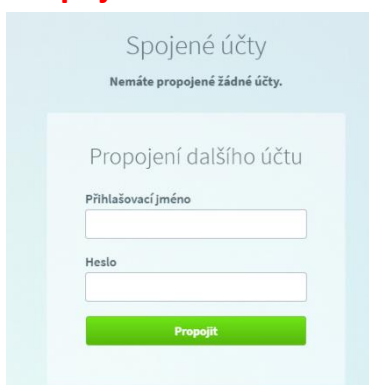 Spojené účty
Nemáte propojené žádné účty.
Propojení dalšího účtu
Přihlašovací jméno
Heslo
Propojit